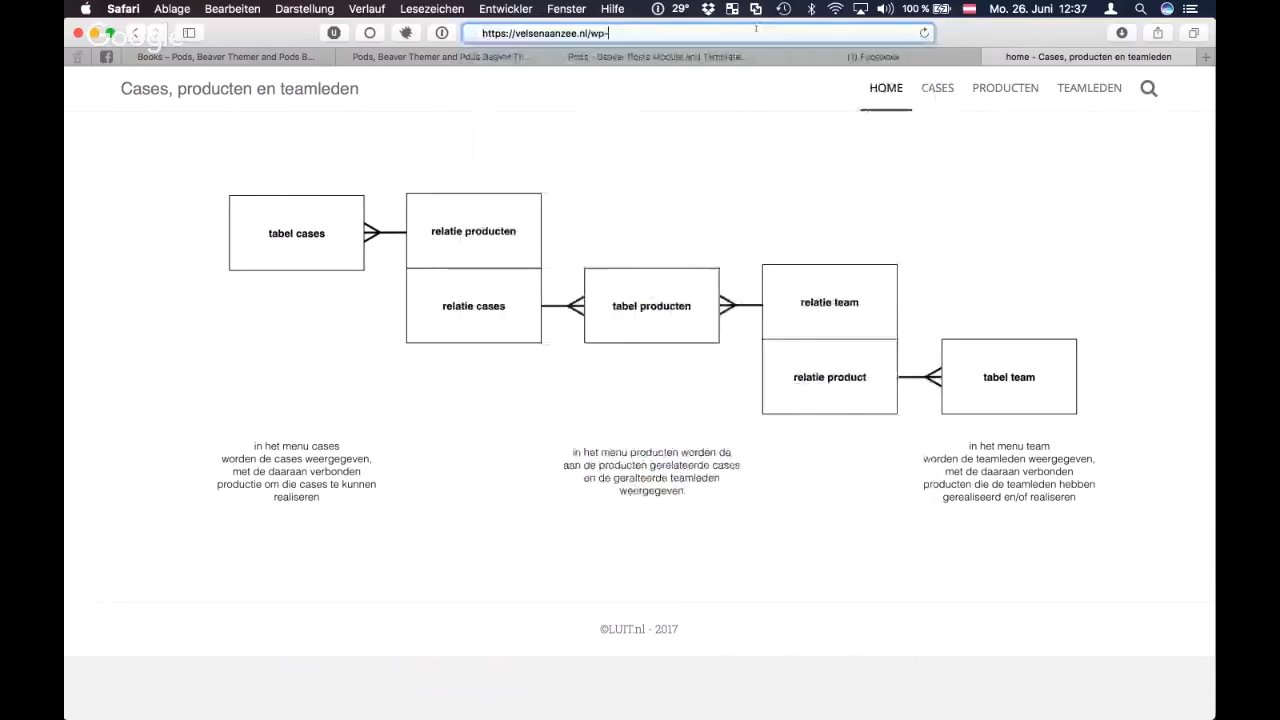 Safari Ablage Bearbeiten Darstellung Verlauf Lesezeichen Entwickler Fenster Hilfe 29° 100 % Mo. 26. Juni 12:37
Google
https://velsenaanzee.nl/wp-
Books – Pods, Beaver Themer and Pods B... Pods, Beaver Themer and Pods Beaver Th... Pods - Beaver (1) Facebook home - Cases, producten en teamleden
Cases, producten en teamleden HOME CASES PRODUCTEN TEAMLEDEN
tabel cases
relatie producten
relatie cases
tabel producten
relatie team
relatie product
tabel team
in het menu cases
worden de cases weergegeven,
met de daaraan verbonden
productie om die cases te kunnen
realiseren
in het menu producten worden de
aan de producten gerelateerde cases
en de geralteerde teamleden
weergegeven.
in het menu team
worden de teamleden weergegeven,
met de daaraan verbonden
producten die de teamleden hebben
gerealiseerd en/of realiseren
©LUIT.nl - 2017